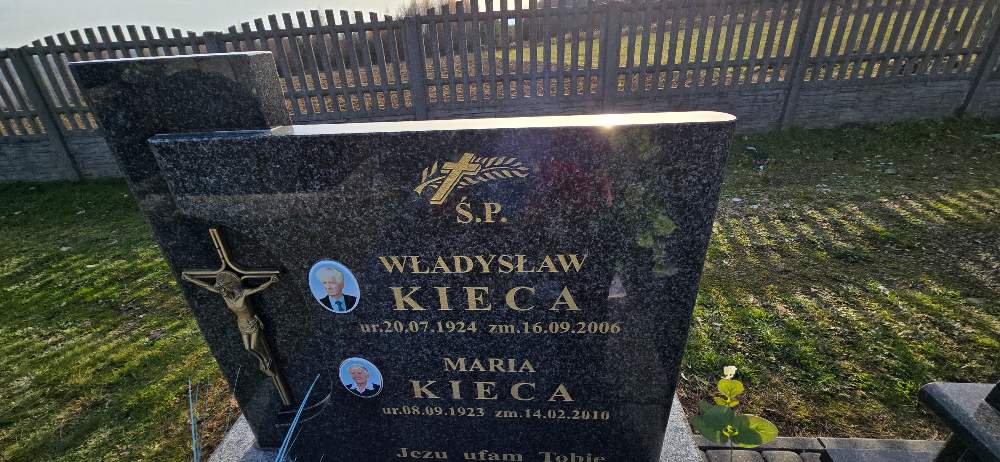 Ś.P.
WŁADYSŁAW
KIECA
ur.20.07.1924 zm.16.09.2006
MARIA
KIECA
ur.08.09.1923 zm.14.02.2010
Jezu ufam Tobie